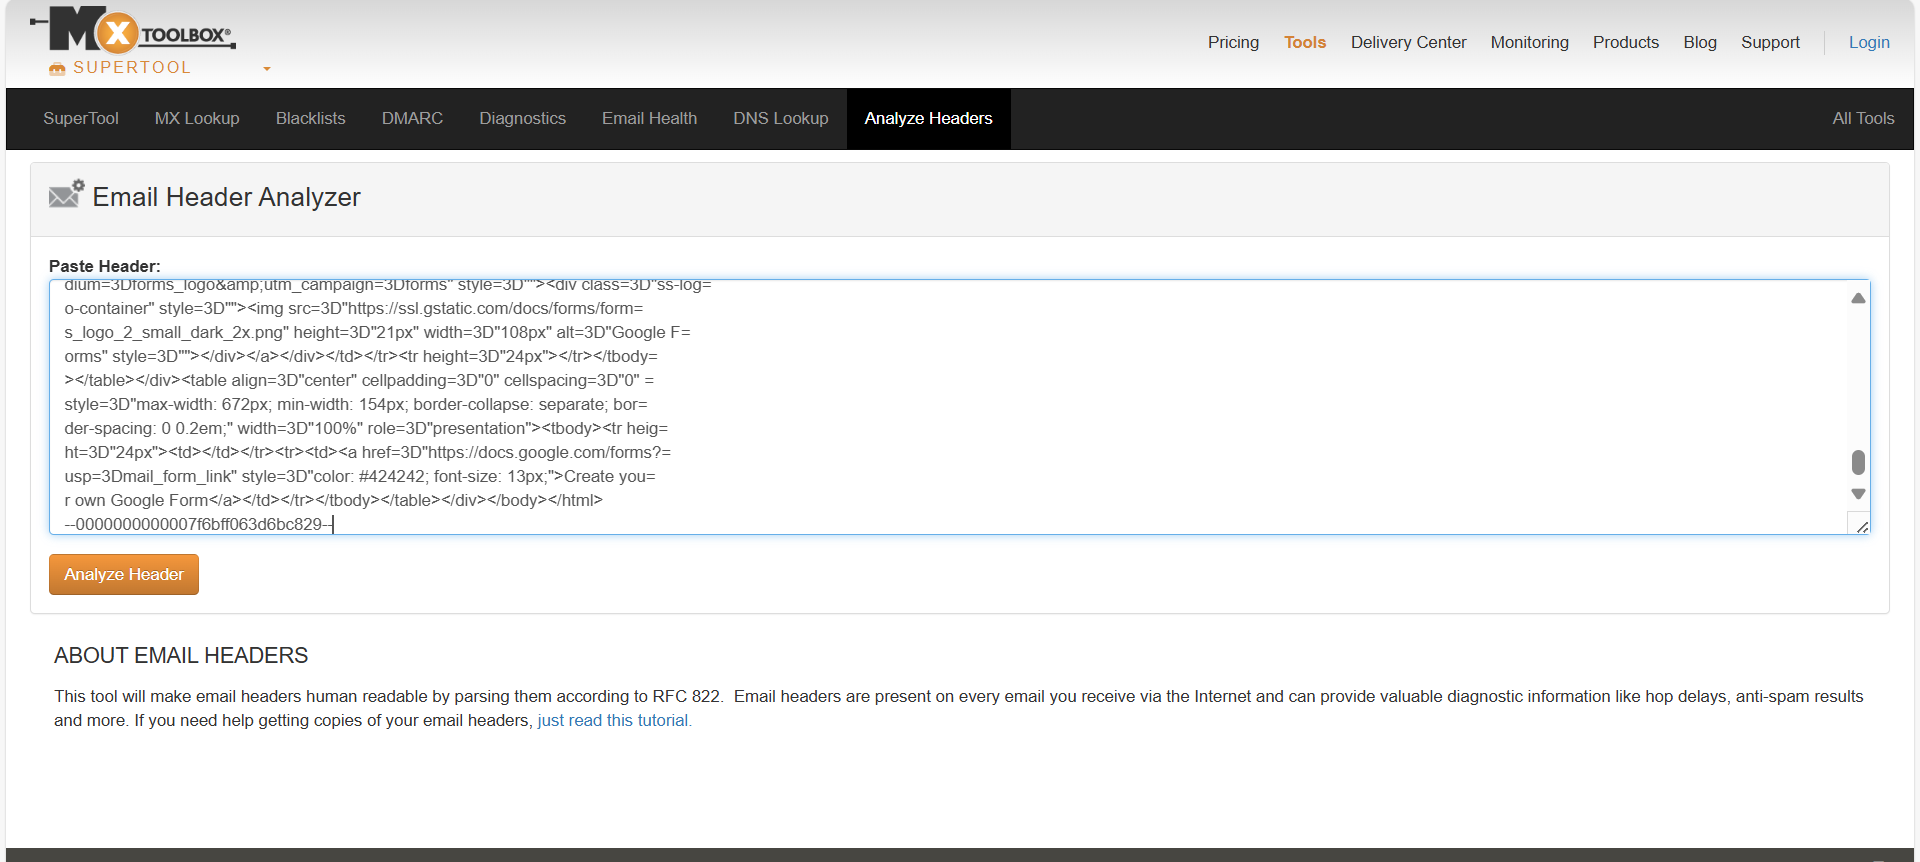 MX TOOLBOX®
SUPERTOOL
Pricing Tools Delivery Center Monitoring Products Blog Support Login
SuperTool MX Lookup Blacklists DMARC Diagnostics Email Health DNS Lookup Analyze Headers All Tools
Email Header Analyzer
Paste Header:
dium=3Dforms_logo&amp;utm_campaign=3Dforms" style=3D""><div class=3D"ss-log=
o-container" style=3D""><img src=3D"https://ssl.gstatic.com/docs/forms/form=
s_logo_2_small_dark_2x.png" height=3D"21px" width=3D"108px" alt=3D"Google F=
orms" style=3D""></div></a></div></td></tr><tr height=3D"24px"></tr></tbody=
></table></div><table align=3D"center" cellpadding=3D"0" cellspacing=3D"0" =
style=3D"max-width: 672px; min-width: 154px; border-collapse: separate; bor=
der-spacing: 0 0.2em;" width=3D"100%" role=3D"presentation"><tbody><tr heig=
ht=3D"24px"><td></td></tr><tr><td><a href=3D"https://docs.google.com/forms?=
usp=3Dmail_form_link" style=3D"color: #424242; font-size: 13px;">Create you=
r own Google Form</a></td></tr></tbody></table></div></body></html>
--0000000000007f6bff063d6bc829--
Analyze Header
ABOUT EMAIL HEADERS
This tool will make email headers human readable by parsing them according to RFC 822. Email headers are present on every email you receive via the Internet and can provide valuable diagnostic information like hop delays, anti-spam results
and more. If you need help getting copies of your email headers, just read this tutorial.